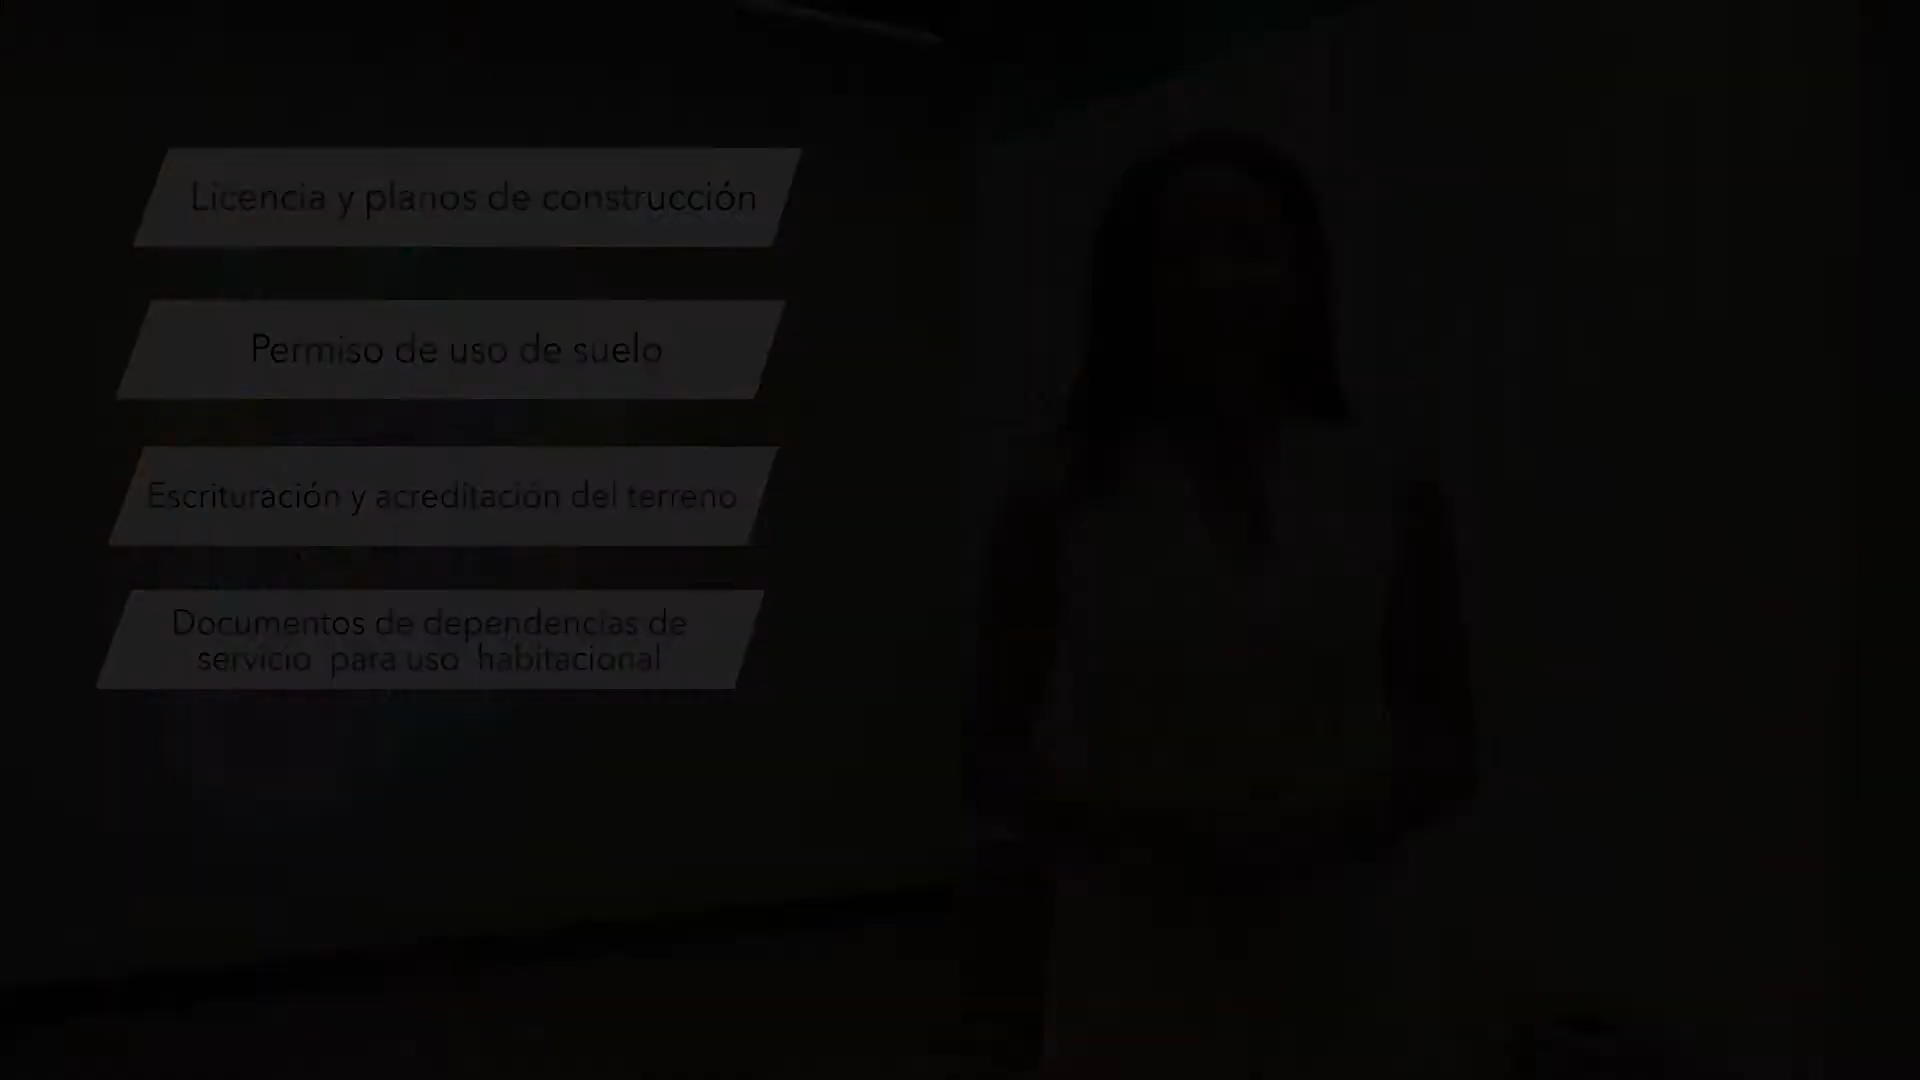 Licencia y planos de construcción
Permiso de uso de suelo
Escrituración y acreditación del terreno
Documentos de dependencias de
servicio para uso habitacional